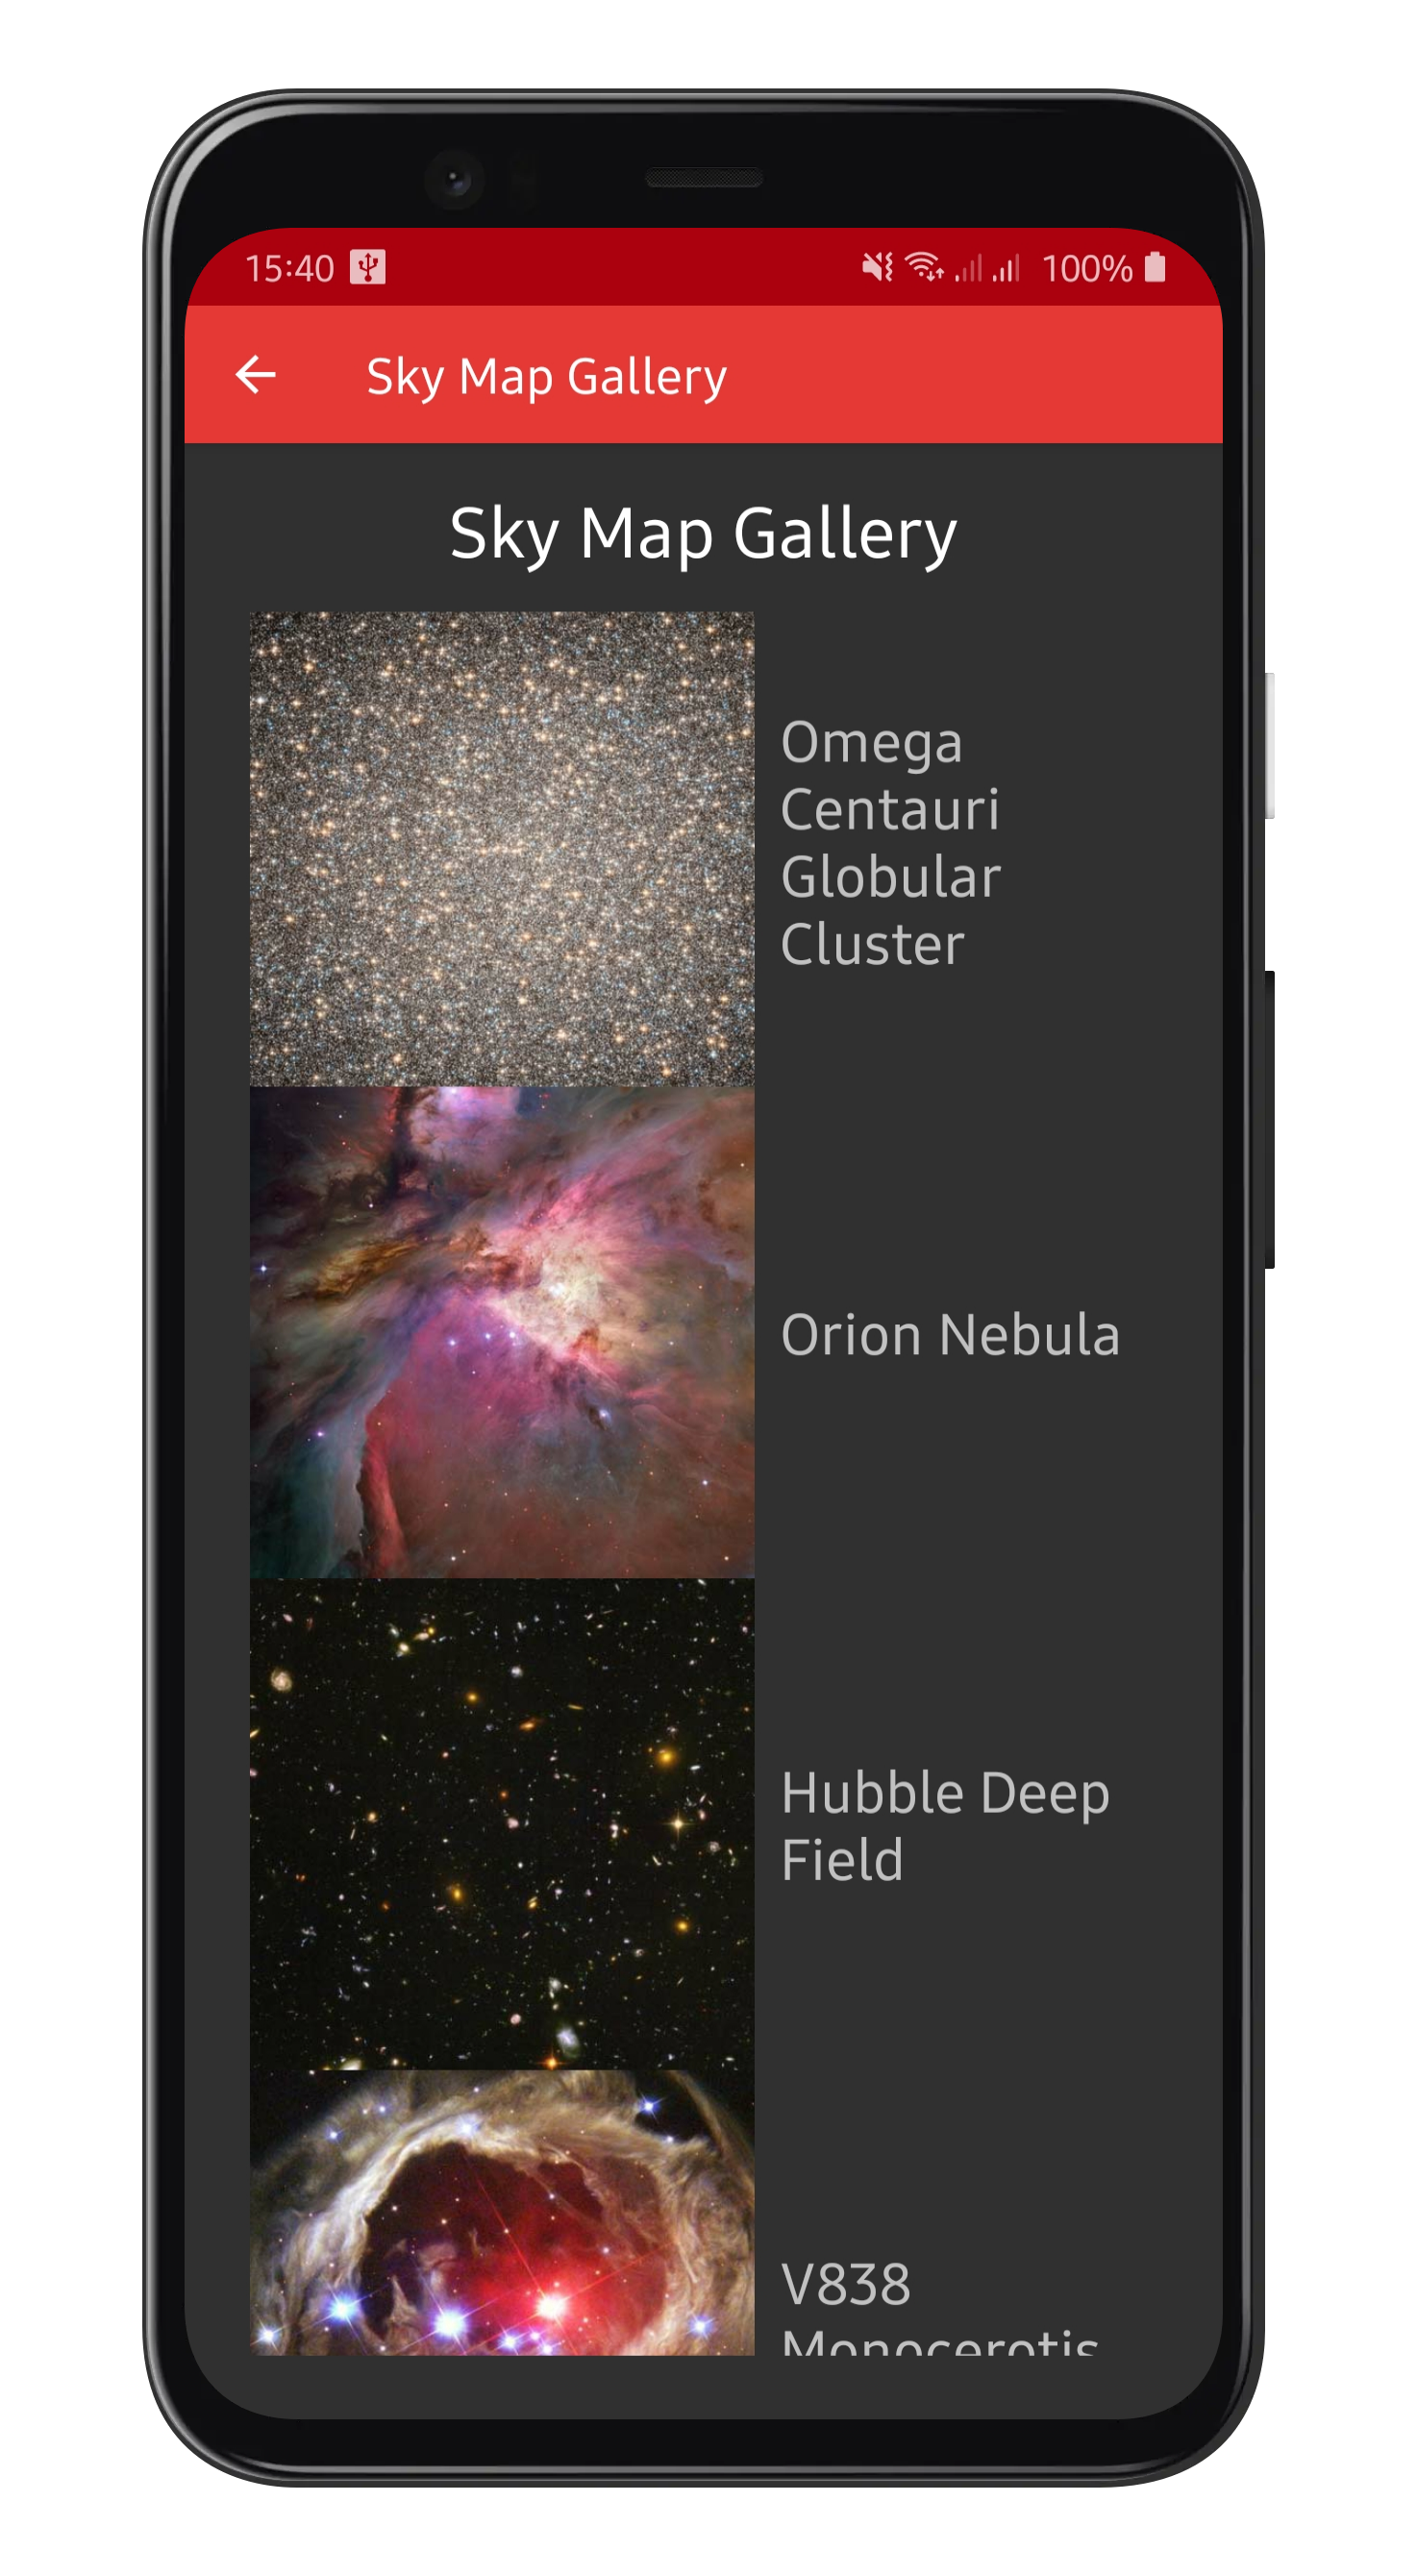 15:40 100%
Sky Map Gallery
Sky Map Gallery
Omega
Centauri
Globular
Cluster
Orion Nebula
Hubble Deep
Field
V838
Monocerotis